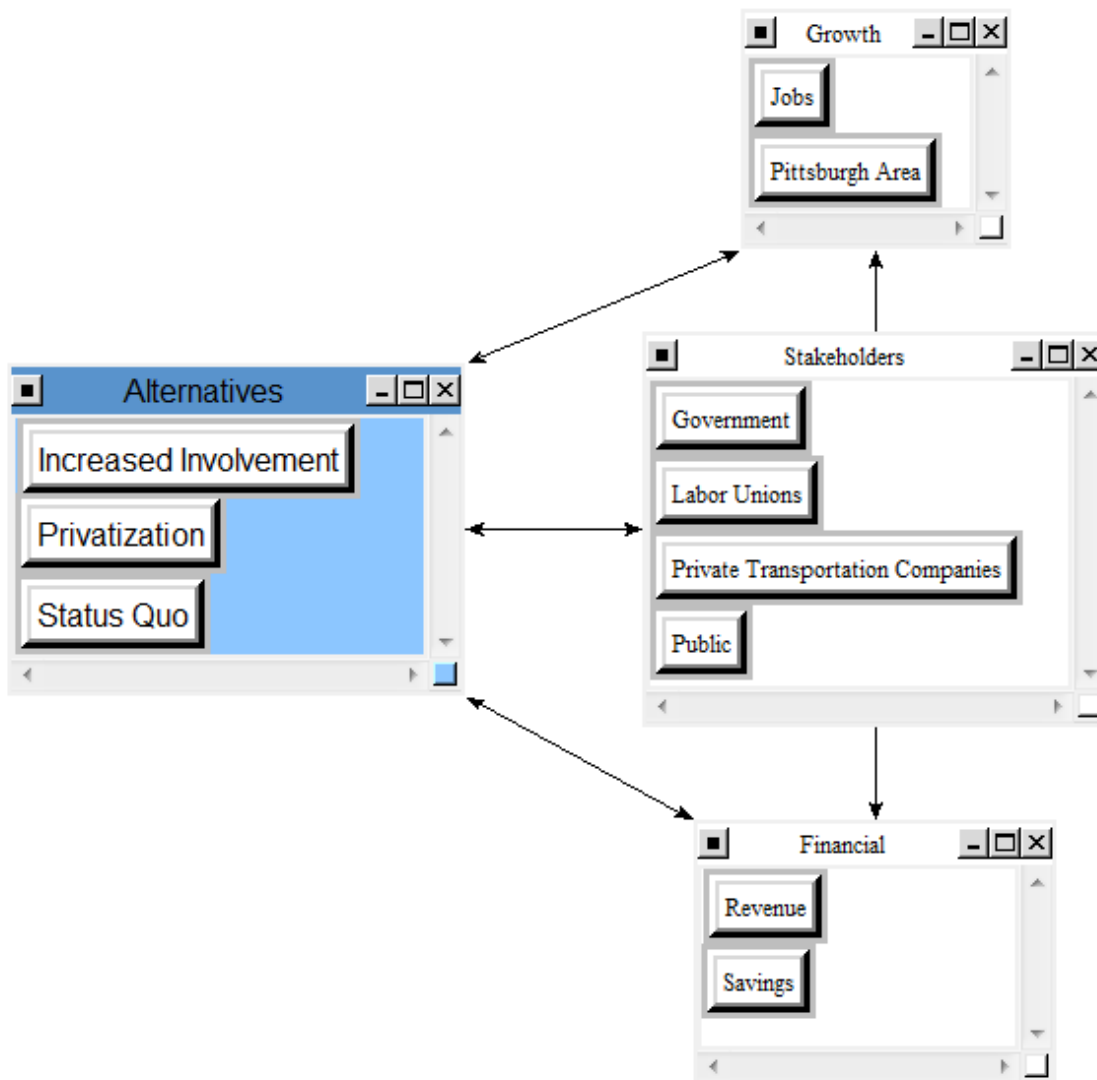 Growth
Jobs
Pittsburgh Area
Alternatives
Increased Involvement
Privatization
Status Quo
Stakeholders
Government
Labor Unions
Private Transportation Companies
Public
Financial
Revenue
Savings